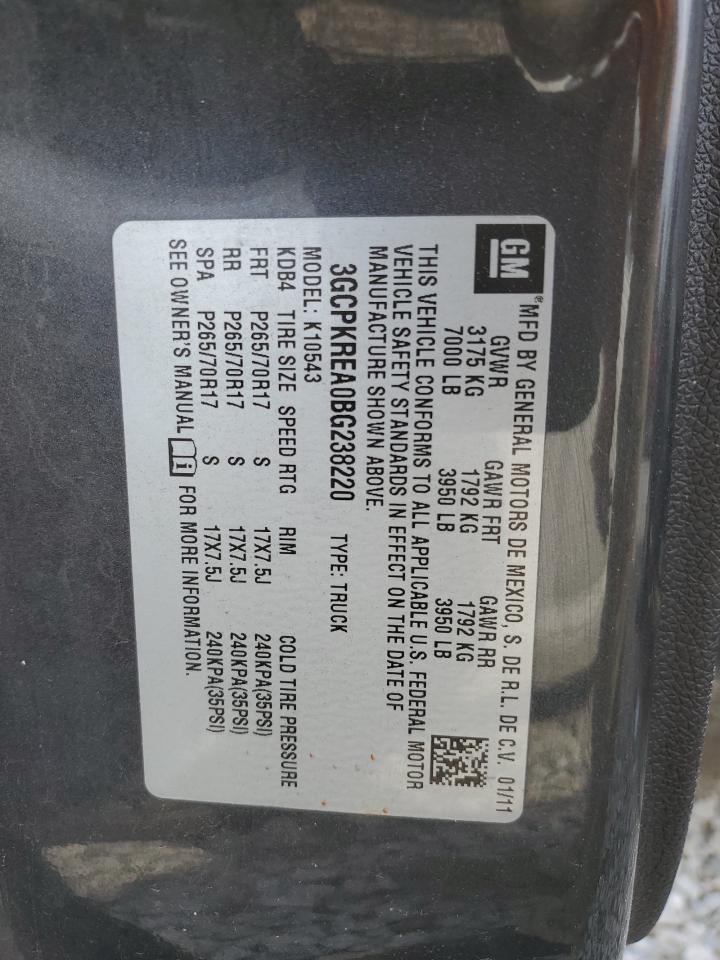 GM
®MFD BY GENERAL MOTORS DE MEXICO, S. DE R.L. DE C.V. 01/11
GVWR GAWR FRT GAWR RR
3175 KG 1792 KG 1792 KG
7000 LB 3950 LB 3950 LB
THIS VEHICLE CONFORMS TO ALL APPLICABLE U.S. FEDERAL MOTOR
VEHICLE SAFETY STANDARDS IN EFFECT ON THE DATE OF
MANUFACTURE SHOWN ABOVE.
3GCPKREA0BG238220 TYPE: TRUCK
MODEL: K10543
KDB4 TIRE SIZE SPEED RTG RIM COLD TIRE PRESSURE
FRT P265/70R17 S 17X7.5J 240KPA(35PSI)
RR P265/70R17 S 17X7.5J 240KPA(35PSI)
SPA P265/70R17 S 17X7.5J 240KPA(35PSI)
SEE OWNER'S MANUAL i FOR MORE INFORMATION.